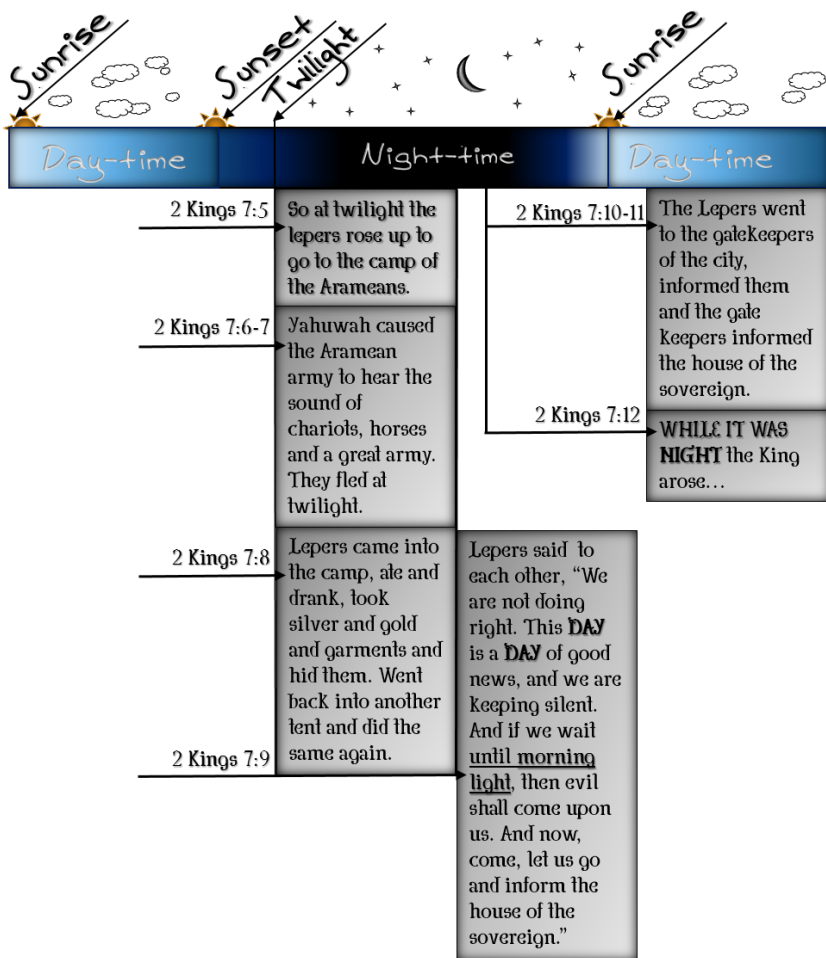 Sunrise
Sunset
Twilight
Sunrise
Day-time
Night-time
Day-time
2 Kings 7:5
So at twilight the
lepers rose up to
go to the camp of
the Arameans.
2 Kings 7:6-7
Yahuwah caused
the Aramean
army to hear the
sound of
chariots, horses
and a great army.
They fled at
twilight.
2 Kings 7:8
Lepers came into
the camp, ate and
drank, took
silver and gold
and garments and
hid them. Went
back into another
tent and did the
same again.
2 Kings 7:9
Lepers said to
each other, “We
are not doing
right. This DAY
is a DAY of good
news, and we are
keeping silent.
And if we wait
until morning
light, then evil
shall come upon
us. And now,
come, let us go
and inform the
house of the
sovereign.”
2 Kings 7:10-11
The Lepers went
to the gatekeepers
of the city,
informed them
and the gate
keepers informed
the house of the
sovereign.
2 Kings 7:12
WHILE IT WAS
NIGHT the King
arose…